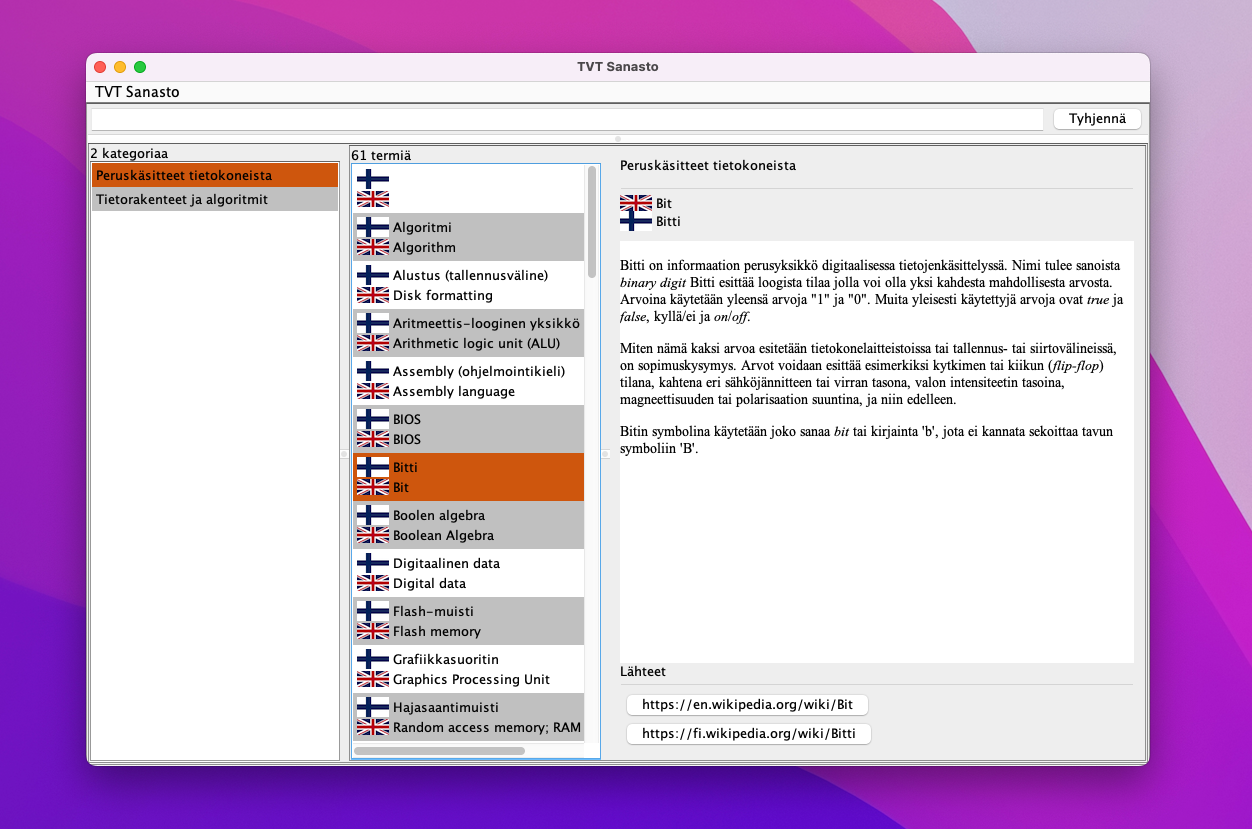 TVT Sanasto
TVT Sanasto
Tyhjennä
2 kategoriaa
Peruskäsitteet tietokoneista
Tietorakenteet ja algoritmit
61 termiä
Algoritmi
Algorithm
Alustus (tallennusväline)
Disk formatting
Aritmeettis-looginen yksikkö
Arithmetic logic unit (ALU)
Assembly (ohjelmointikieli)
Assembly language
BIOS
BIOS
Bitti
Bit
Boolen algebra
Boolean Algebra
Digitaalinen data
Digital data
Flash-muisti
Flash memory
Grafiikkasuoritin
Graphics Processing Unit
Hajasaantimuisti
Random access memory; RAM
Peruskäsitteet tietokoneista
Bit
Bitti
Bitti on informaation perusyksikkö digitaalisessa tietojenkäsittelyssä. Nimi tulee sanoista
binary digit Bitti esittää loogista tilaa jolla voi olla yksi kahdesta mahdollisesta arvosta.
Arvoina käytetään yleensä arvoja "1" ja "0". Muita yleisesti käytettyjä arvoja ovat true ja
false, kyllä/ei ja on/off.
Miten nämä kaksi arvoa esitetään tietokonelaitteistoissa tai tallennus- tai siirtovälineissä,
on sopimuskysymys. Arvot voidaan esittää esimerkiksi kytkimen tai kiikun (flip-flop)
tilana, kahtena eri sähköjännitteen tai virran tasona, valon intensiteetin tasoina,
magneettisuuden tai polarisaation suuntina, ja niin edelleen.
Bitin symbolina käytetään joko sanaa bit tai kirjainta 'b', jota ei kannata sekoittaa tavun
symboliin 'B'.
Lähteet
https://en.wikipedia.org/wiki/Bit
https://fi.wikipedia.org/wiki/Bitti